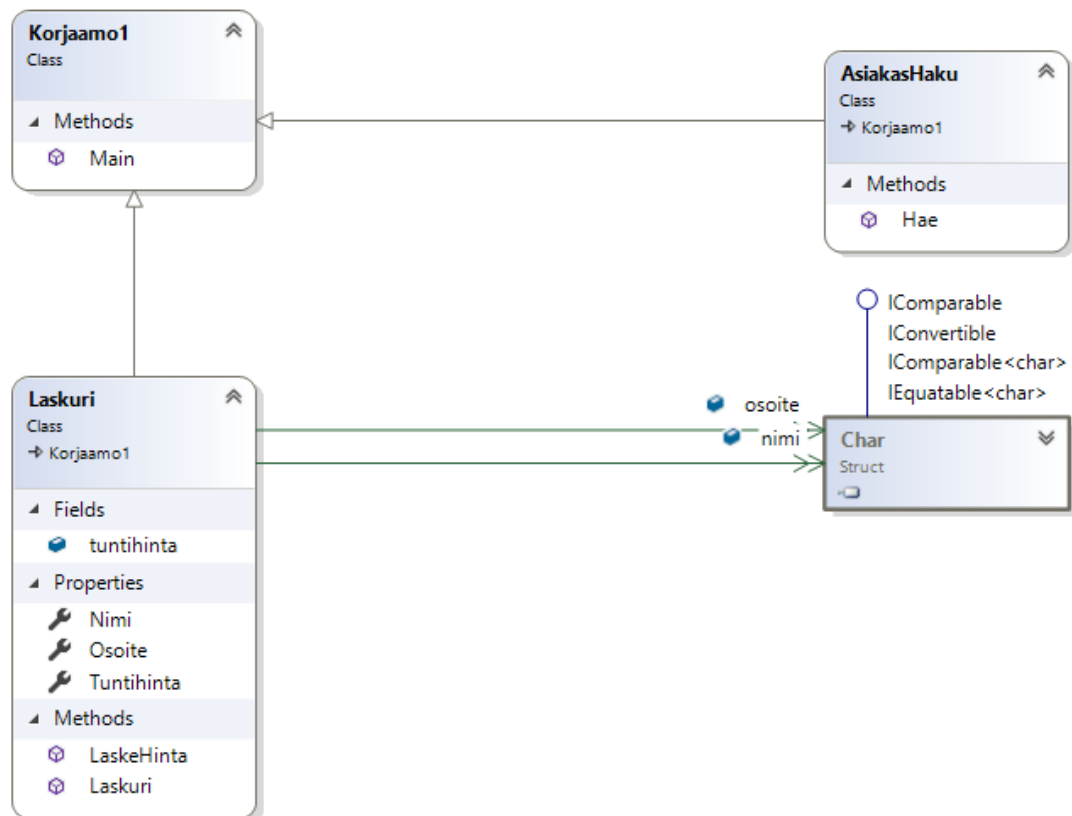 Korjaamo1
Class
Methods
Main
AsiakasHaku
Class
Korjaamo1
Methods
Hae
IComparable
IConvertible
IComparable<char>
IEquatable<char>
osoite
nimi
Char
Struct
Laskuri
Class
Korjaamo1
Fields
tuntihinta
Properties
Nimi
Osoite
Tuntihinta
Methods
LaskeHinta
Laskuri